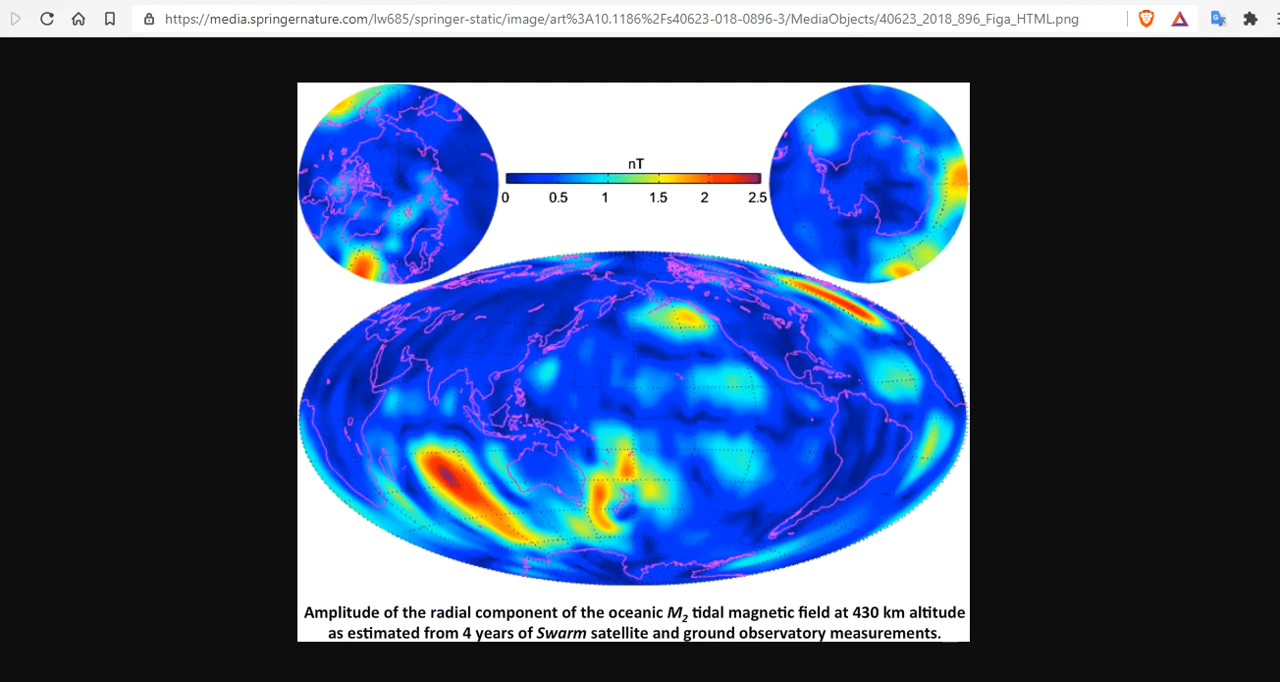 https://media.springernature.com/lw685/springer-static/image/art%3A10.1186%2Fs40623-018-0896-3/MediaObjects/40623_2018_896_Figa_HTML.png
nT
0 0.5 1 1.5 2 2.5
Amplitude of the radial component of the oceanic M₂ tidal magnetic field at 430 km altitude
as estimated from 4 years of Swarm satellite and ground observatory measurements.